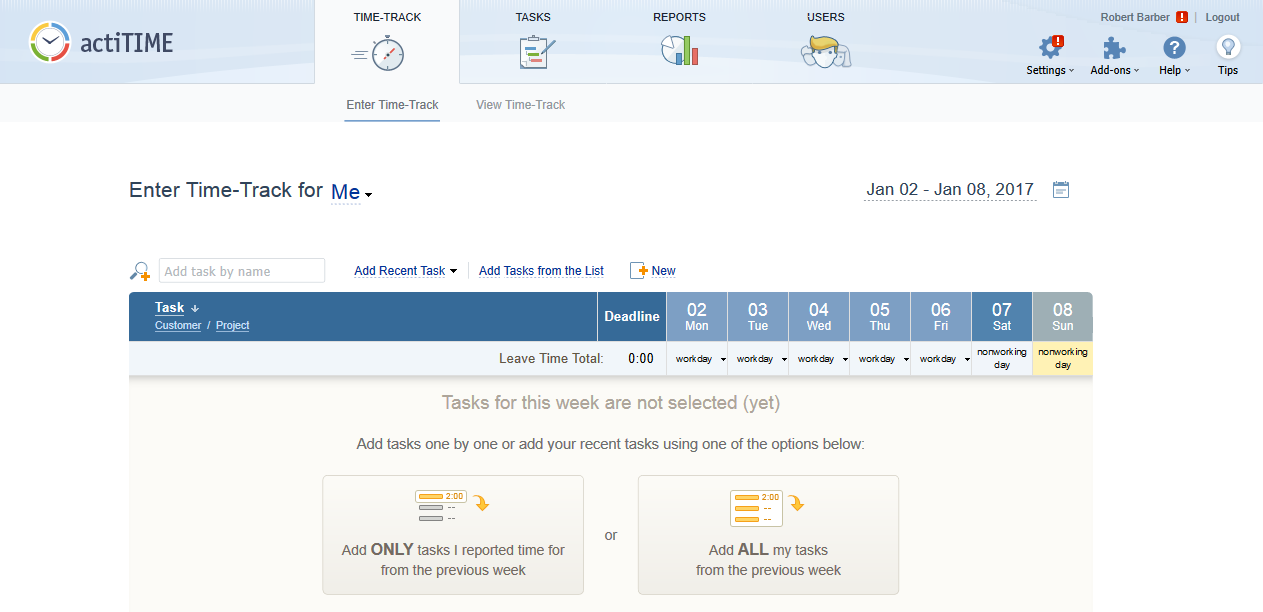 actiTIME
TIME-TRACK
TASKS
REPORTS
USERS
Robert Barber ! | Logout
Settings
Add-ons
Help
Tips
Enter Time-Track
View Time-Track
Enter Time-Track for Me
Jan 02 - Jan 08, 2017
Add task by name
Add Recent Task
Add Tasks from the List
New
Task ↓
Customer / Project
Deadline
02 Mon
03 Tue
04 Wed
05 Thu
06 Fri
07 Sat
08 Sun
Leave Time Total: 0:00
workday
workday
workday
workday
workday
nonworking
day
nonworking
day
Tasks for this week are not selected (yet)
Add tasks one by one or add your recent tasks using one of the options below:
2:00
--
--
Add ONLY tasks I reported time for
from the previous week
or
2:00
--
--
Add ALL my tasks
from the previous week